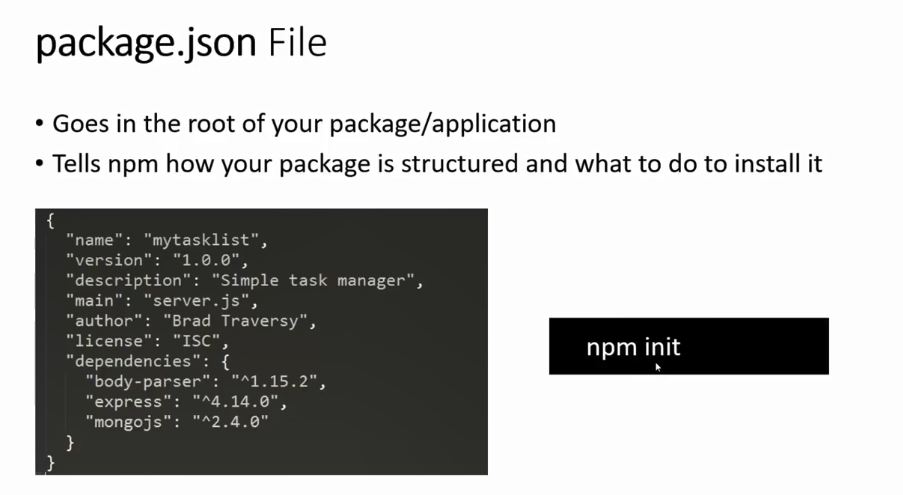 package.json File
• Goes in the root of your package/application
• Tells npm how your package is structured and what to do to install it
{
"name": "mytasklist",
"version": "1.0.0",
"description": "Simple task manager",
"main": "server.js",
"author": "Brad Traversy",
"license": "ISC",
"dependencies": {
"body-parser": "^1.15.2",
"express": "^4.14.0",
"mongojs": "^2.4.0"
}
}
npm init